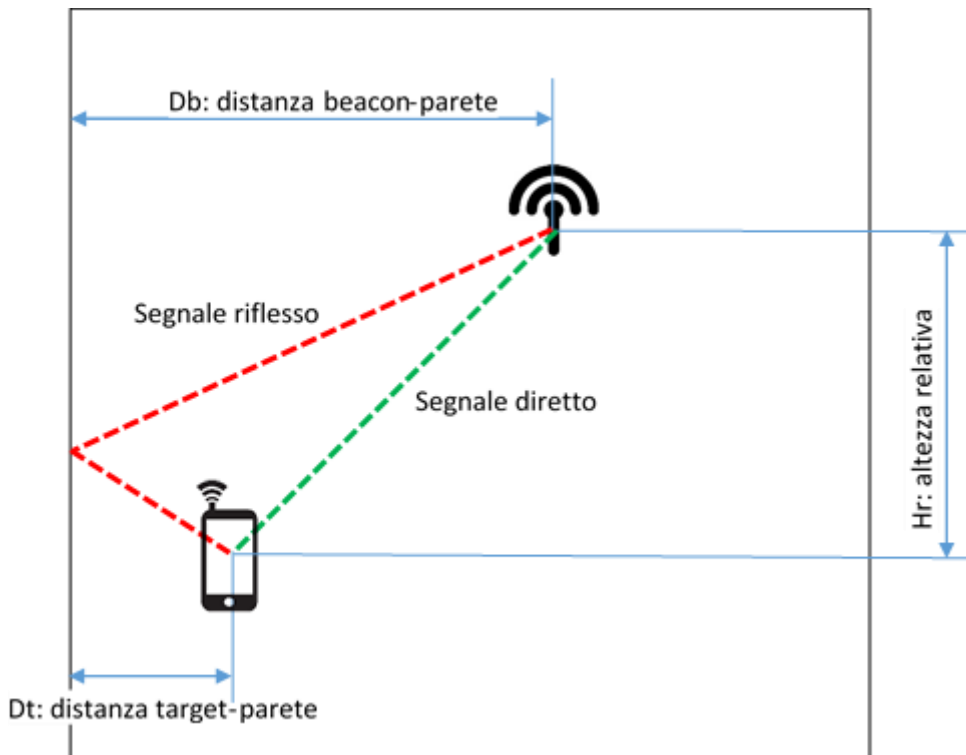 Db: distanza beacon-parete
Segnale riflesso
Segnale diretto
Hr: altezza relativa
Dt: distanza target-parete